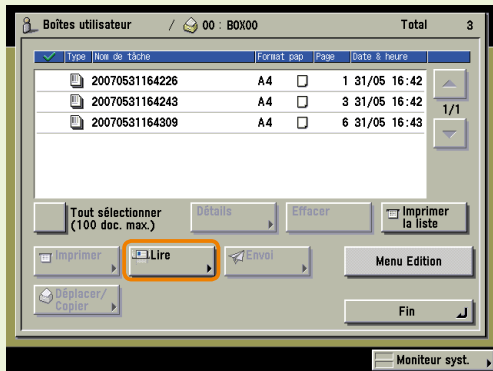 Boîtes utilisateur / 00 : BOX00 Total 3
Type Nom de tâche Format pap Page Date & heure
20070531164226 A4 1 31/05 16:42
20070531164243 A4 3 31/05 16:42
20070531164309 A4 6 31/05 16:43
1/1
Tout sélectionner
(100 doc. max.)
Détails
Effacer
Imprimer
la liste
Imprimer
Lire
Envoi
Menu Edition
Déplacer/
Copier
Fin
Moniteur syst.